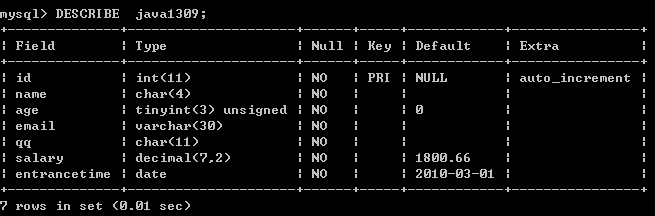 mysql> DESCRIBE  java1309;
+--------------+---------------------+------+-----+------------+----------------+
| Field        | Type                | Null | Key | Default    | Extra          |
+--------------+---------------------+------+-----+------------+----------------+
| id           | int(11)             | NO   | PRI | NULL       | auto_increment |
| name         | char(4)             | NO   |     |            |                |
| age          | tinyint(3) unsigned | NO   |     | 0          |                |
| email        | varchar(30)         | NO   |     |            |                |
| qq           | char(11)            | NO   |     |            |                |
| salary       | decimal(7,2)        | NO   |     | 1800.66    |                |
| entrancetime | date                | NO   |     | 2010-03-01 |                |
+--------------+---------------------+------+-----+------------+----------------+
7 rows in set (0.01 sec)